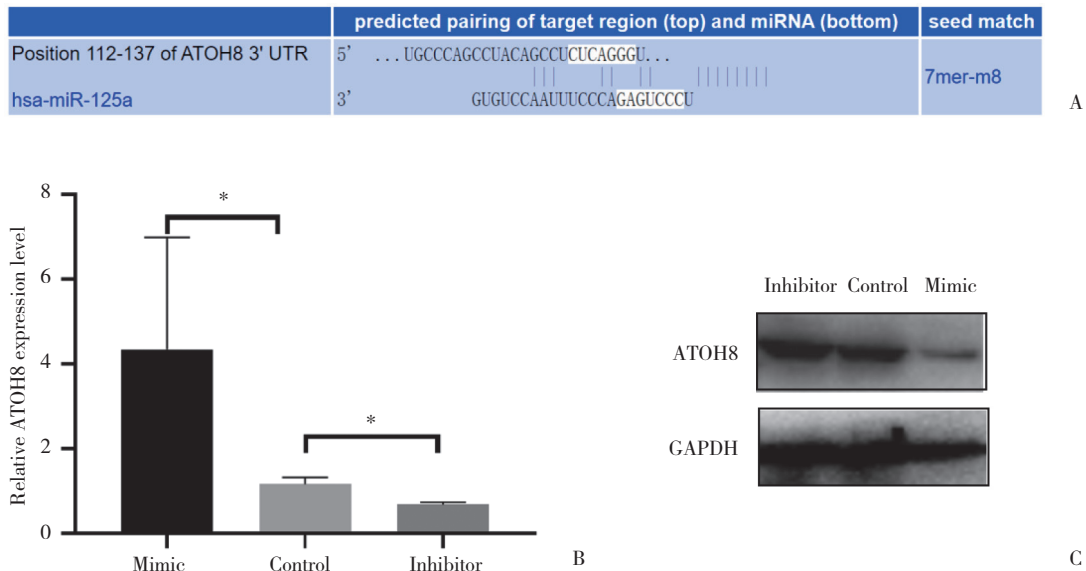 predicted pairing of target region (top) and miRNA (bottom) seed match
Position 112-137 of ATOH8 3' UTR 5' ...UGCCCAGCCUACAGCCUCUCAGGGU...
7mer-m8
hsa-miR-125a 3' GUGUCCAAUUUCCCAGAGUCCCU
A
Relative ATOH8 expression level
8
6
4
2
0
*
*
Mimic Control Inhibitor
B
Inhibitor Control Mimic
ATOH8
GAPDH
C